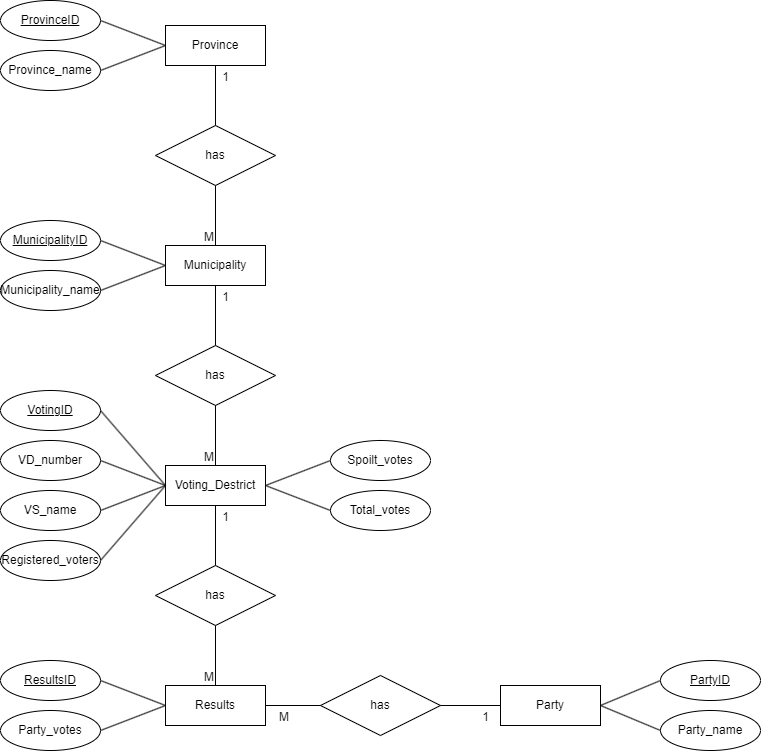 ProvinceID
Province
Province_name
1
has
M
MunicipalityID
Municipality
Municipality_name
1
has
M
VotingID
VD_number
Spoilt_votes
Voting_Destrict
VS_name
Total_votes
1
Registered_voters
has
M
ResultsID
PartyID
Results
has
Party
M
1
Party_votes
Party_name